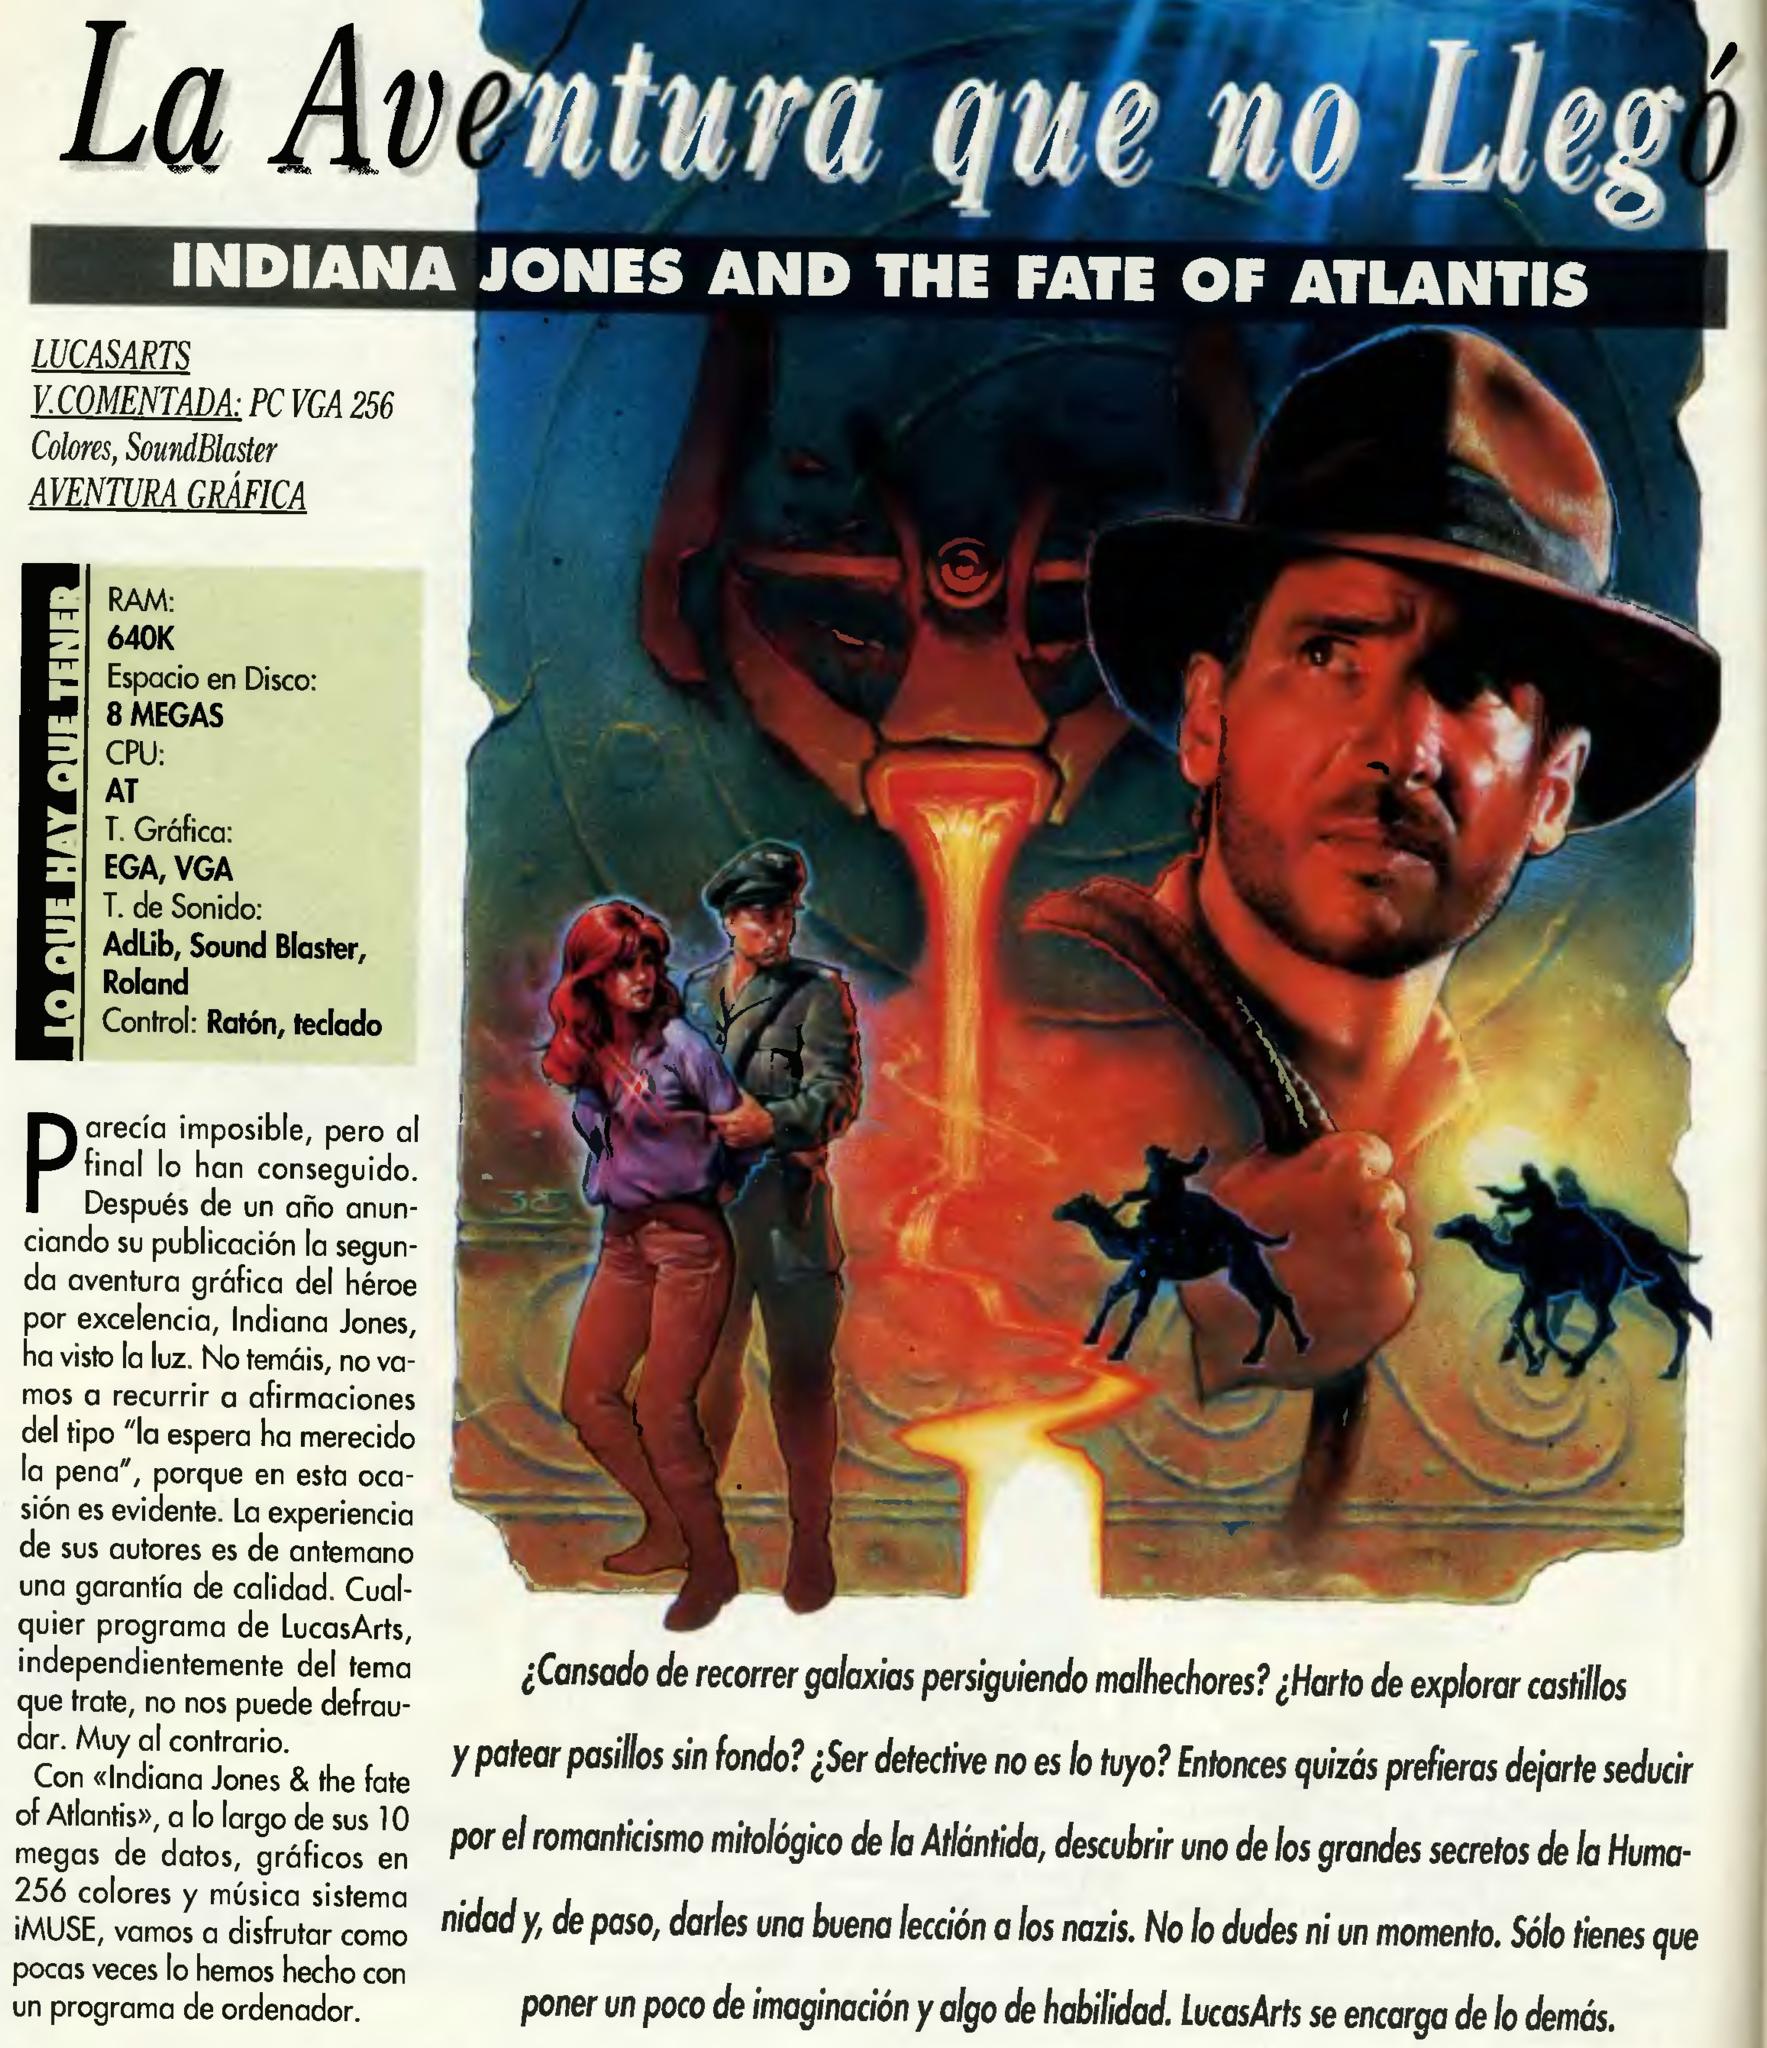 La Aventura que no Llegó
INDIANA JONES AND THE FATE OF ATLANTIS
LUCASARTS
V.COMENTADA: PC VGA 256
Colores, SoundBlaster
AVENTURA GRÁFICA
LO QUE HAY QUE TENER
RAM:
640K
Espacio en Disco:
8 MEGAS
CPU:
AT
T. Gráfica:
EGA, VGA
T. de Sonido:
AdLib, Sound Blaster,
Roland
Control: Ratón, teclado
Parecía imposible, pero al
final lo han conseguido.
Después de un año anun-
ciando su publicación la segun-
da aventura gráfica del héroe
por excelencia, Indiana Jones,
ha visto la luz. No temáis, no va-
mos a recurrir a afirmaciones
del tipo “la espera ha merecido
la pena”, porque en esta oca-
sión es evidente. La experiencia
de sus autores es de antemano
una garantía de calidad. Cual-
quier programa de LucasArts,
independientemente del tema
que trate, no nos puede defrau-
dar. Muy al contrario.
Con «Indiana Jones & the fate
of Atlantis», a lo largo de sus 10
megas de datos, gráficos en
256 colores y música sistema
iMUSE, vamos a disfrutar como
pocas veces lo hemos hecho con
un programa de ordenador.
¿Cansado de recorrer galaxias persiguiendo malhechores? ¿Harto de explorar castillos
y patear pasillos sin fondo? ¿Ser detective no es lo tuyo? Entonces quizás prefieras dejarte seducir
por el romanticismo mitológico de la Atlántida, descubrir uno de los grandes secretos de la Huma-
nidad y, de paso, darles una buena lección a los nazis. No lo dudes ni un momento. Sólo tienes que
poner un poco de imaginación y algo de habilidad. LucasArts se encarga de lo demás.